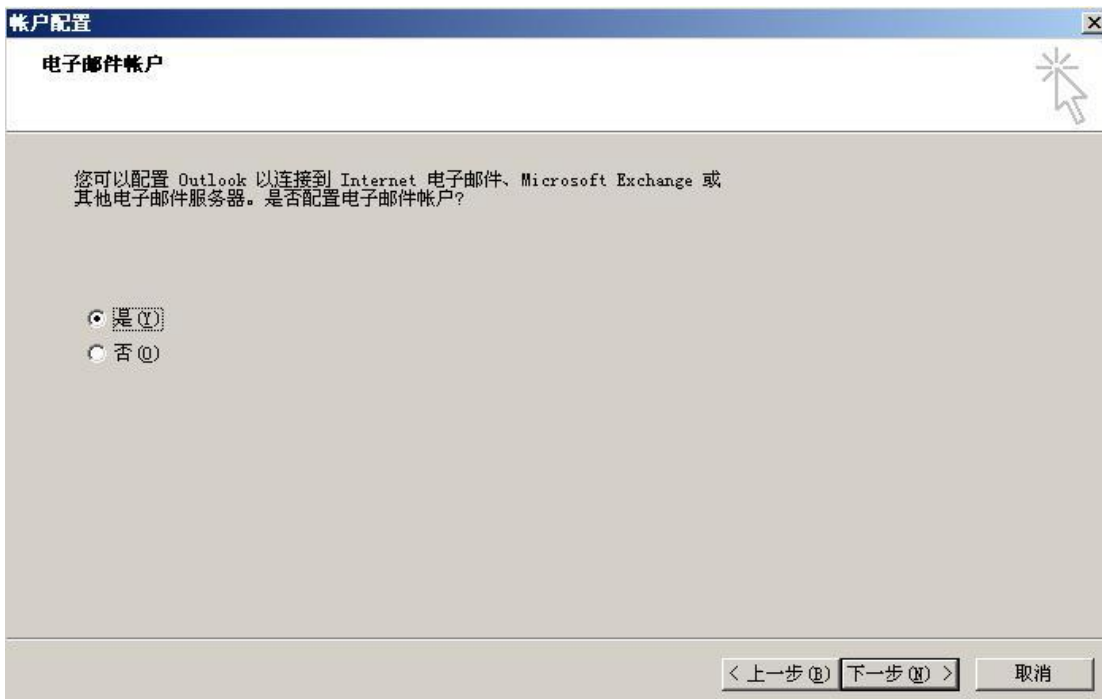 帐户配置
电子邮件帐户
您可以配置 Outlook 以连接到 Internet 电子邮件、Microsoft Exchange 或
其他电子邮件服务器。是否配置电子邮件帐户?
是(Y)
否(O)
< 上一步(B) 下一步(N) > 取消